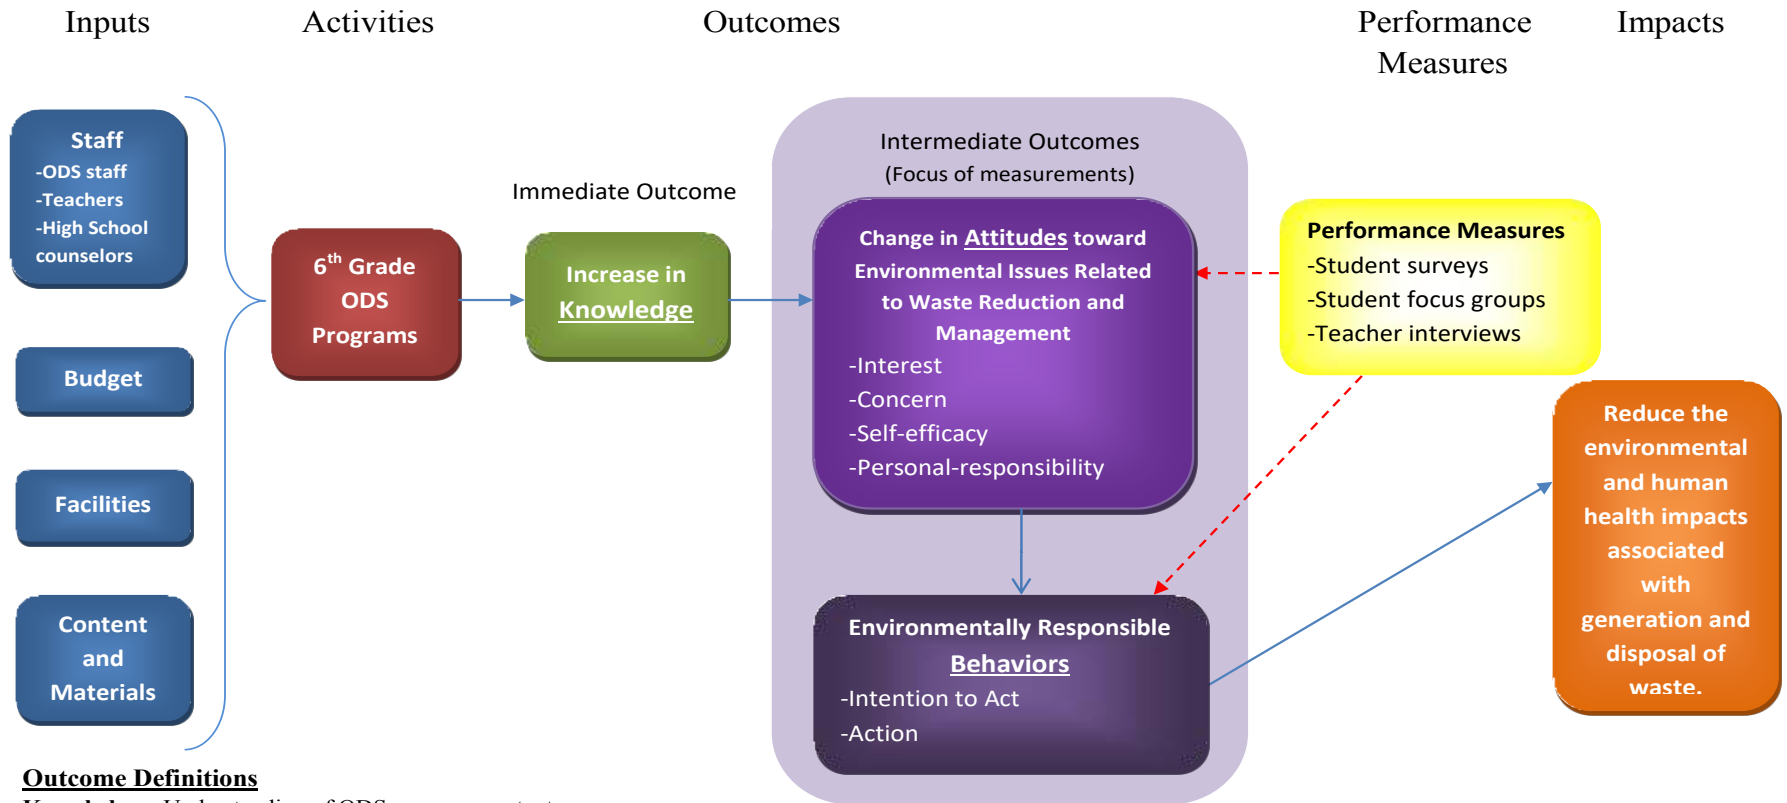 Inputs
Activities
Outcomes
Performance
Measures
Impacts
Staff
-ODS staff
-Teachers
-High School
counselors
Budget
Facilities
Content
and
Materials
6th Grade
ODS
Programs
Immediate Outcome
Increase in
Knowledge
Intermediate Outcomes
(Focus of measurements)
Change in Attitudes toward
Environmental Issues Related
to Waste Reduction and
Management
-Interest
-Concern
-Self-efficacy
-Personal-responsibility
Environmentally Responsible
Behaviors
-Intention to Act
-Action
Performance Measures
-Student surveys
-Student focus groups
-Teacher interviews
Reduce the
environmental
and human
health impacts
associated
with
generation and
disposal of
waste.
Outcome Definitions